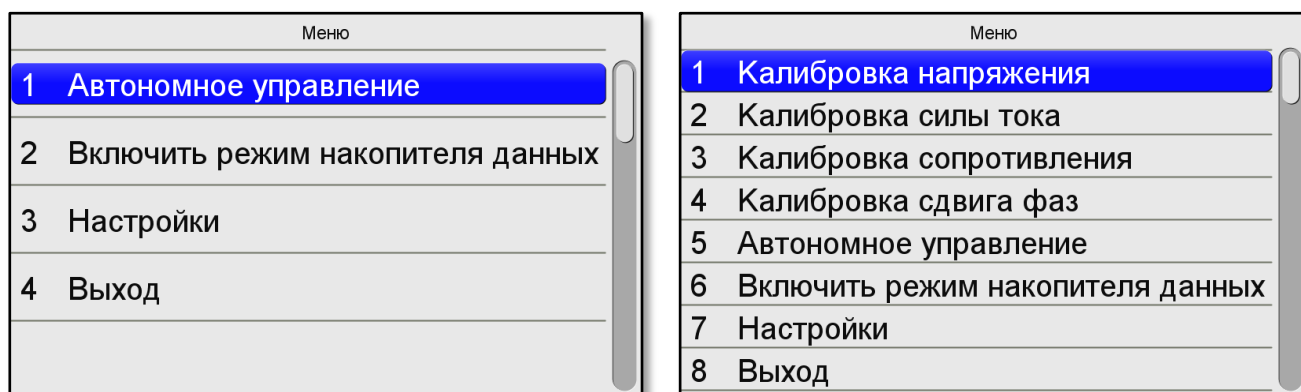 Меню
1 Автономное управление
2 Включить режим накопителя данных
3 Настройки
4 Выход
Меню
1 Калибровка напряжения
2 Калибровка силы тока
3 Калибровка сопротивления
4 Калибровка сдвига фаз
5 Автономное управление
6 Включить режим накопителя данных
7 Настройки
8 Выход